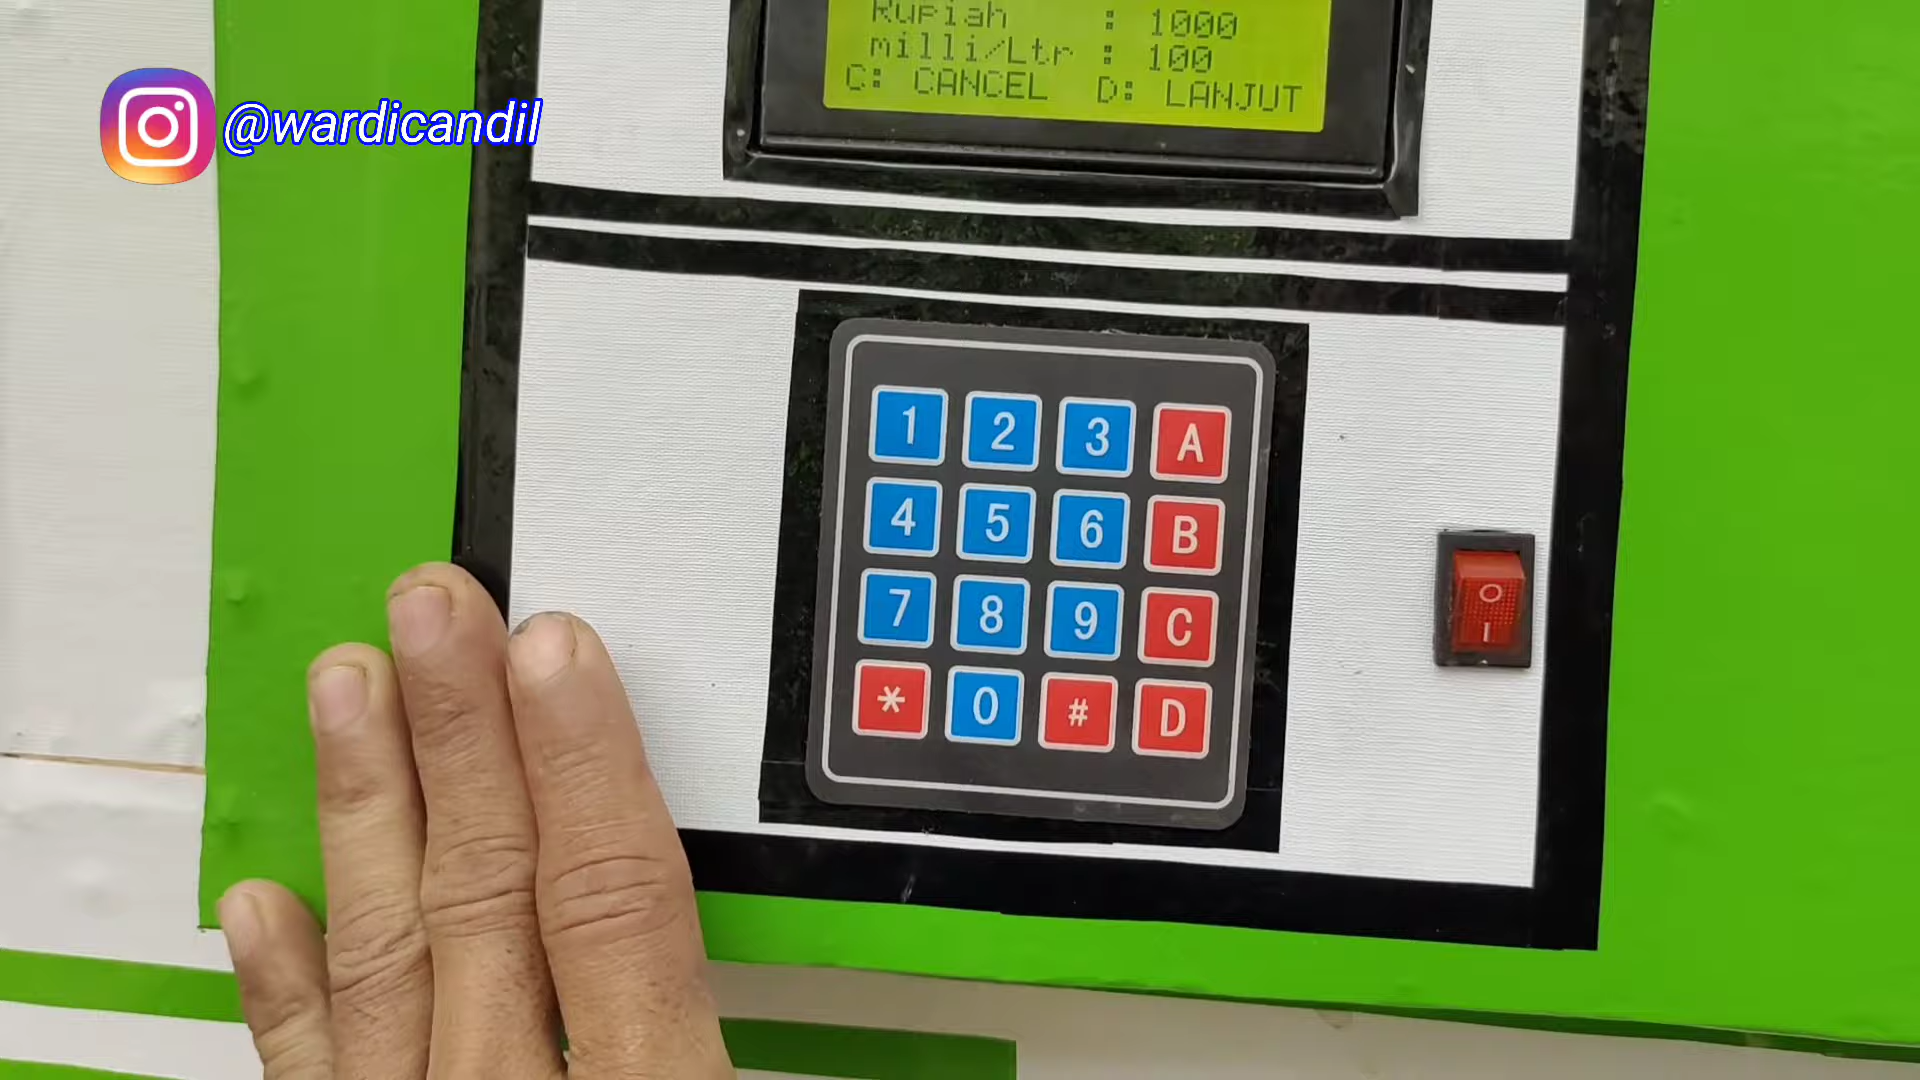 @wardicandil
Rupiah : 1000
milli/Ltr : 100
C: CANCEL D: LANJUT
1 2 3 A
4 5 6 B
7 8 9 C
* 0 # D
O
I